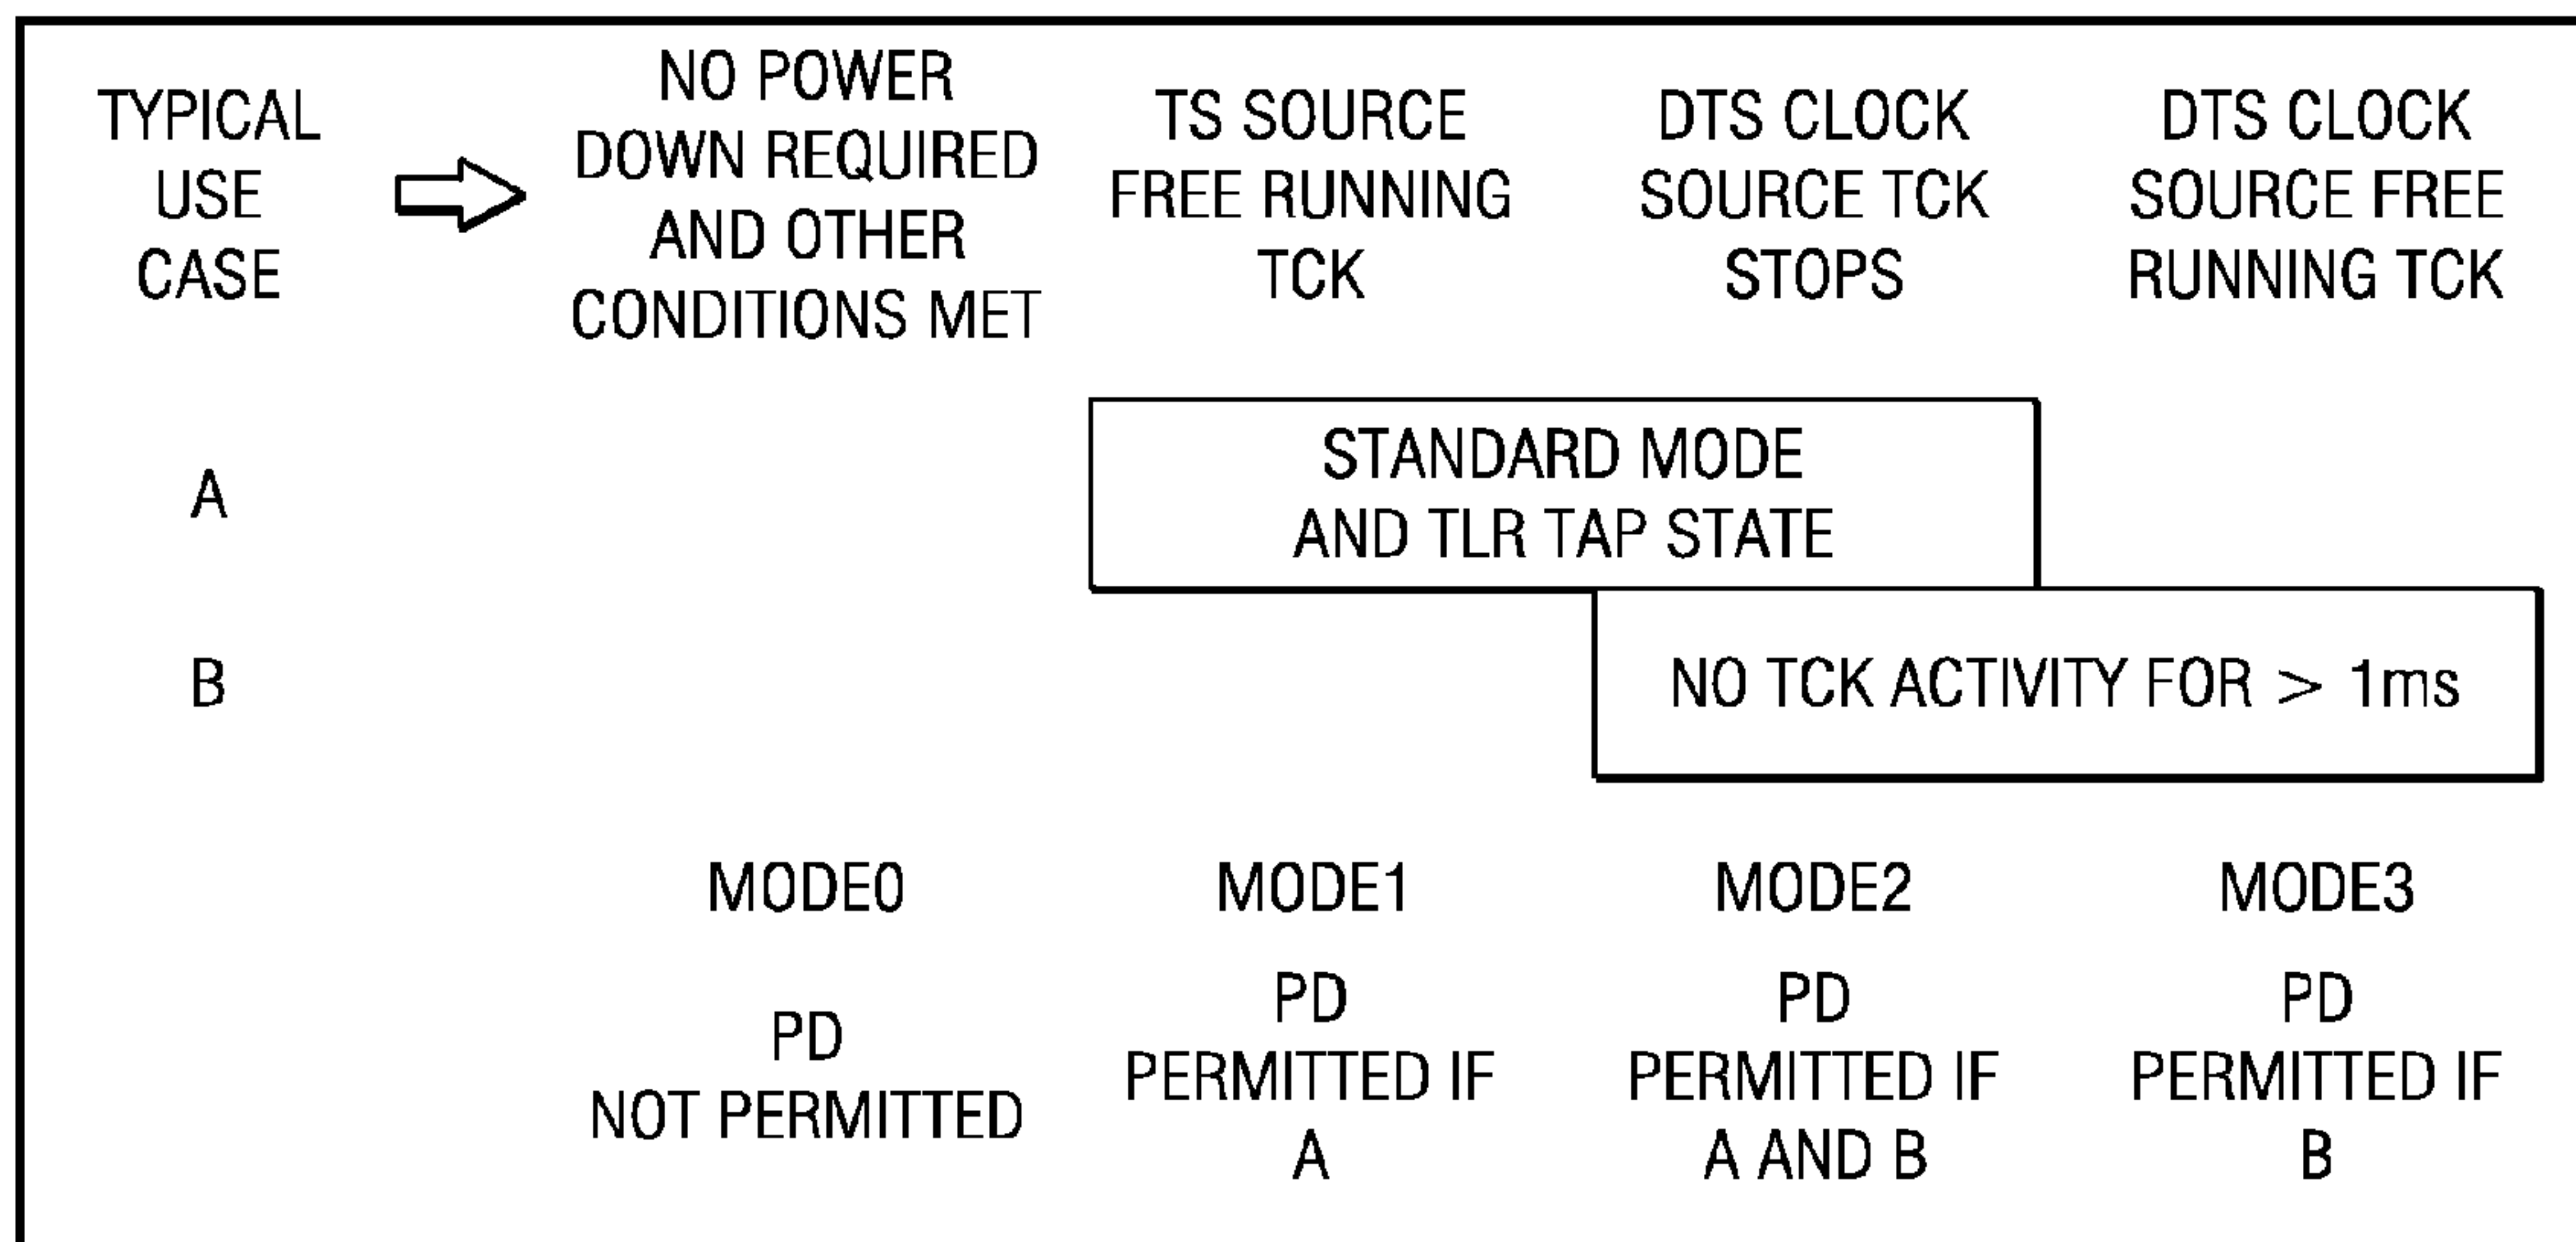 TYPICAL
USE
CASE
NO POWER
DOWN REQUIRED
AND OTHER
CONDITIONS MET
TS SOURCE
FREE RUNNING
TCK
DTS CLOCK
SOURCE TCK
STOPS
DTS CLOCK
SOURCE FREE
RUNNING TCK
A
STANDARD MODE
AND TLR TAP STATE
B
NO TCK ACTIVITY FOR > 1ms
MODE0
MODE1
MODE2
MODE3
PD
NOT PERMITTED
PD
PERMITTED IF
A
PD
PERMITTED IF
A AND B
PD
PERMITTED IF
B